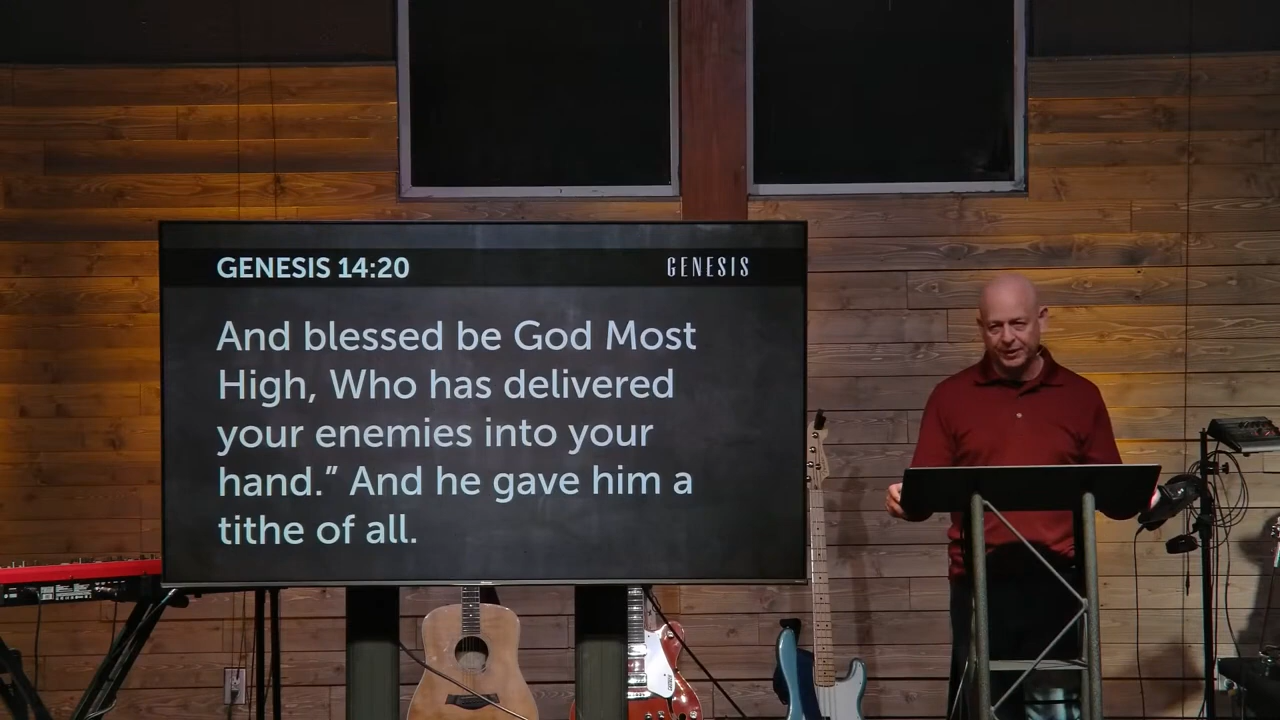 GENESIS 14:20
GENESIS
And blessed be God Most
High, Who has delivered
your enemies into your
hand.” And he gave him a
tithe of all.